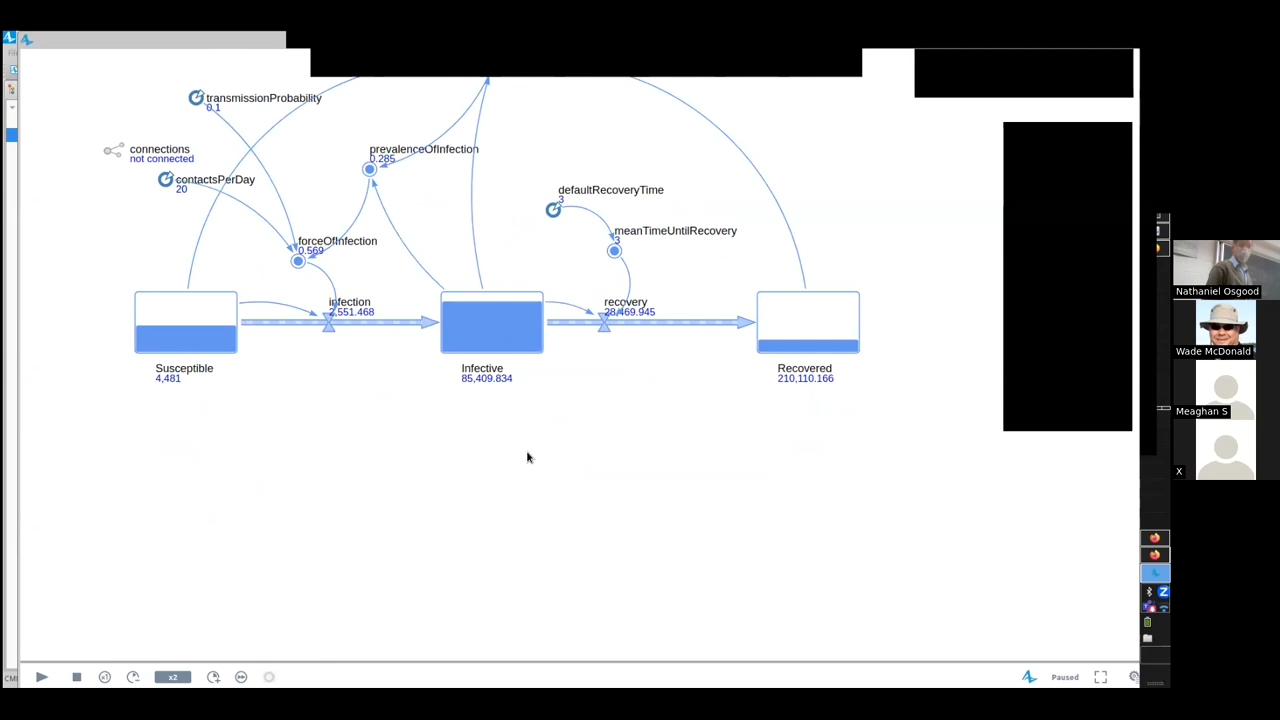 transmissionProbability
0.1
connections
not connected
prevalenceOfInfection
0.285
contactsPerDay
20
defaultRecoveryTime
3
meanTimeUntilRecovery
3
forceOfInfection
0.569
infection
2,551.468
recovery
28,469.945
Susceptible
4,481
Infective
85,409.834
Recovered
210,110.166
Nathaniel Osgood
Wade McDonald
Meaghan S
X
x1
x2
Paused